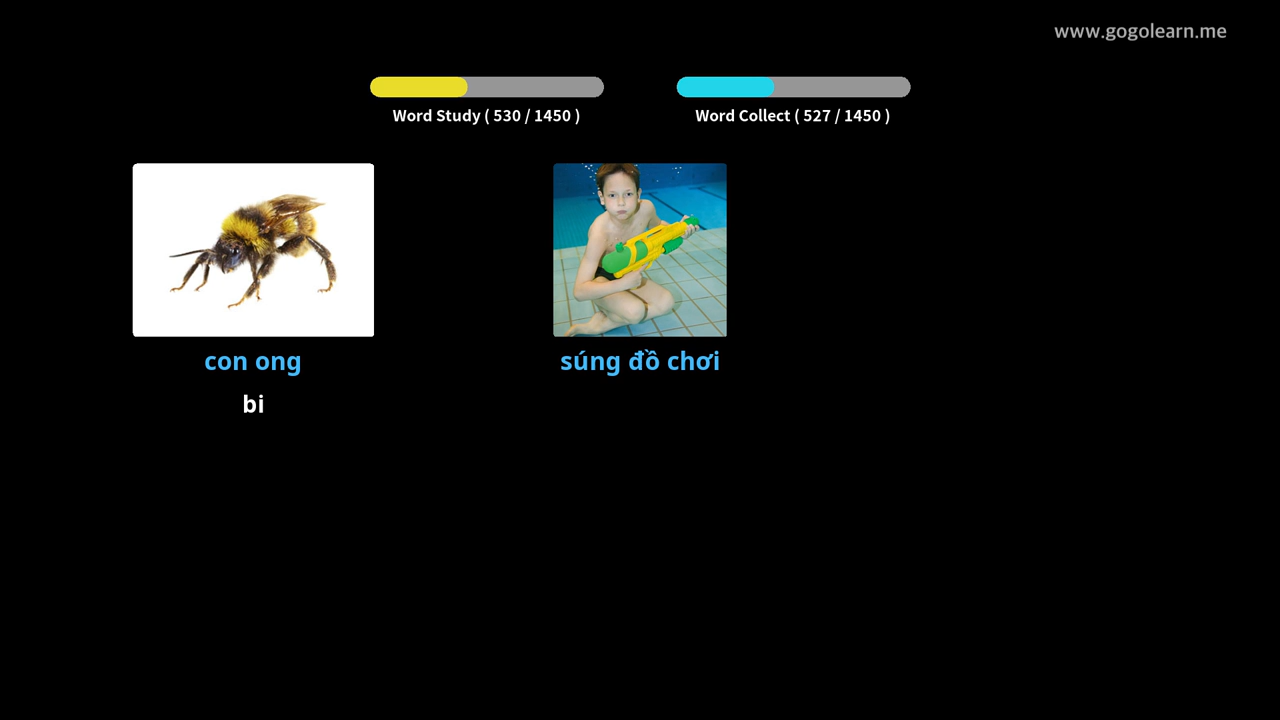 www.gogolearn.me
Word Study ( 530 / 1450 )
Word Collect ( 527 / 1450 )
con ong
súng đồ chơi
bi